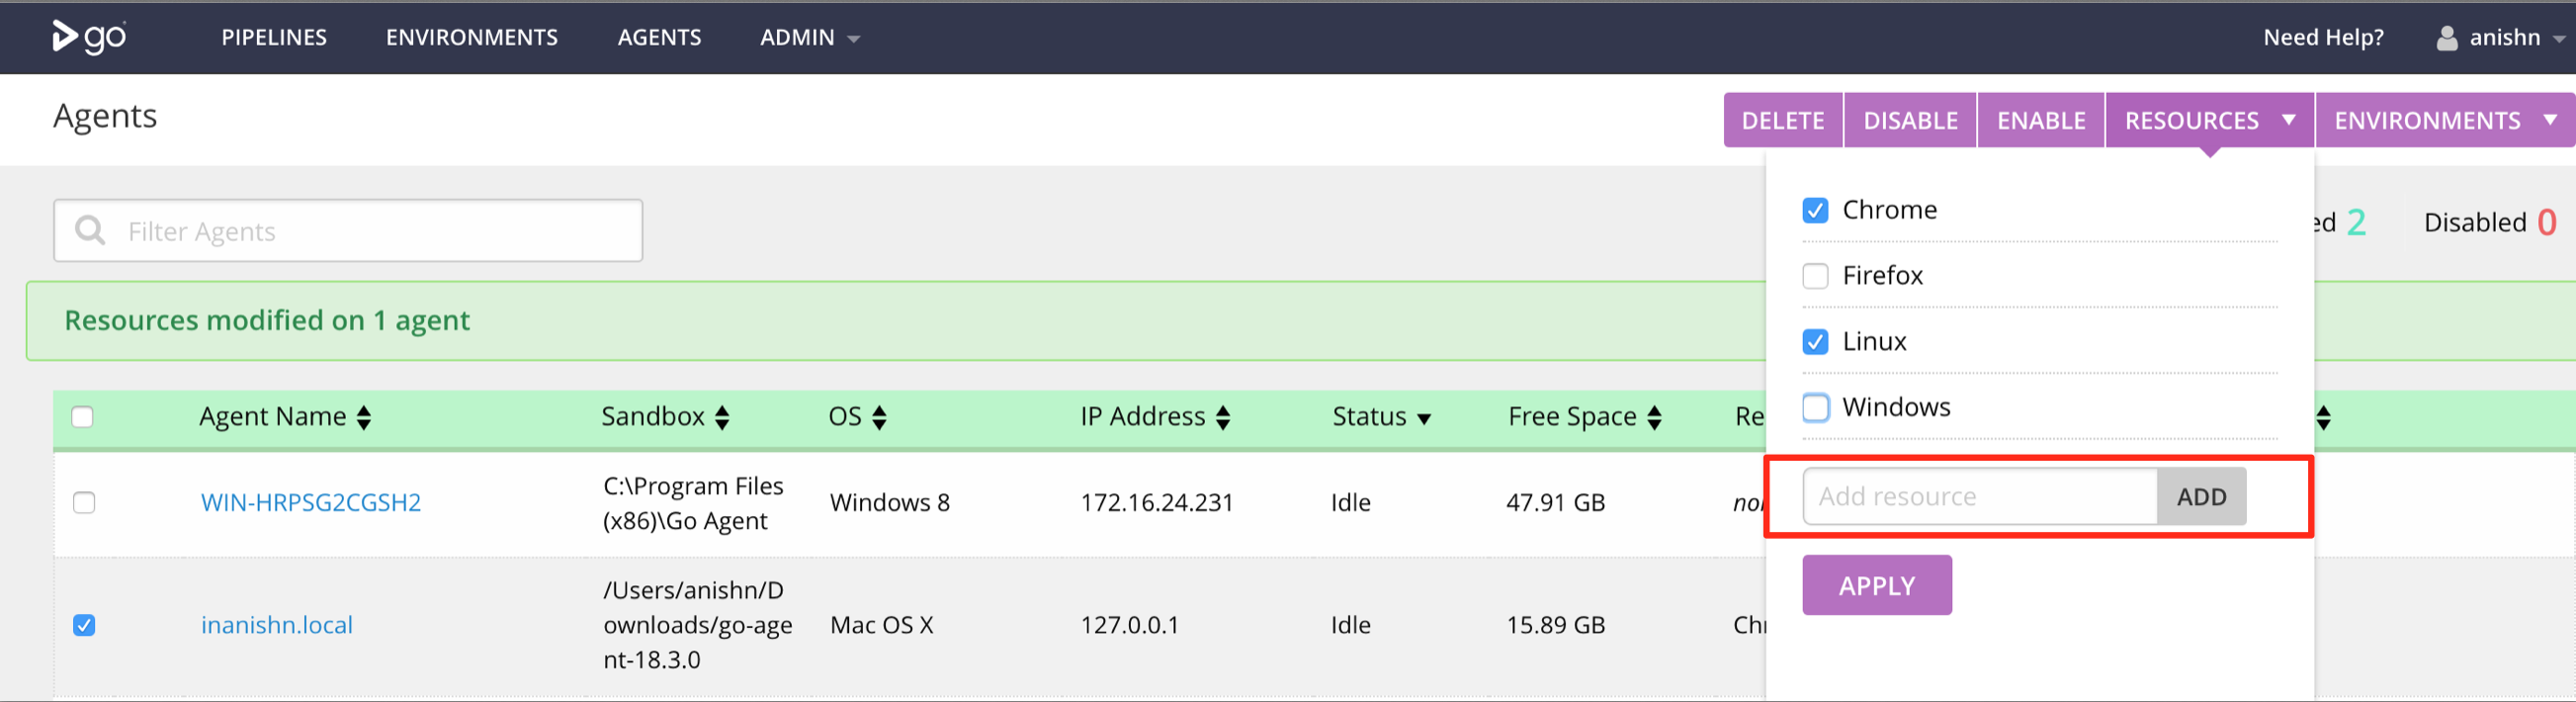 go PIPELINES ENVIRONMENTS AGENTS ADMIN Need Help? anishn
Agents DELETE DISABLE ENABLE RESOURCES ENVIRONMENTS
Chrome
Filter Agents ed 2 Disabled 0
Firefox
Resources modified on 1 agent
Linux
Windows
Agent Name Sandbox OS IP Address Status Free Space Re
Add resource ADD
WIN-HRPSG2CGSH2 C:\Program Files (x86)\Go Agent Windows 8 172.16.24.231 Idle 47.91 GB
APPLY
inanishn.local /Users/anishn/Downloads/go-agent-18.3.0 Mac OS X 127.0.0.1 Idle 15.89 GB